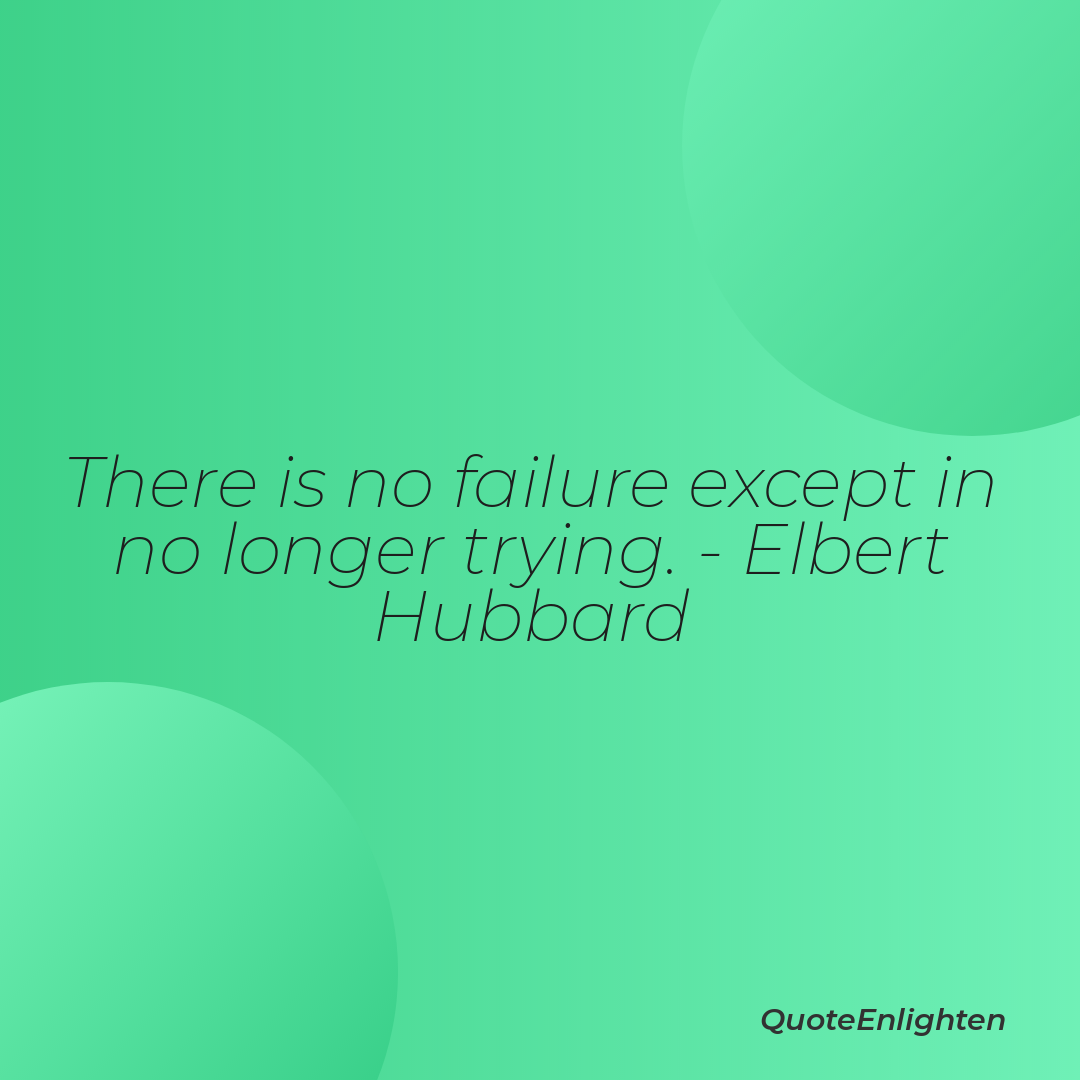 There is no failure except in
no longer trying. - Elbert
Hubbard
QuoteEnlighten